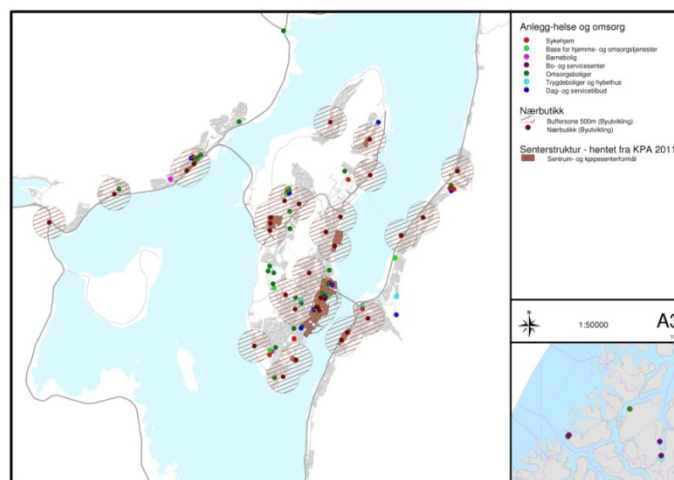 Anlegg-helse og omsorg
Sykehjem
Base for hjemme- og omsorgstjenester
Barnebolig
Bo- og servicesenter
Omsorgsboliger
Trygdeboliger og hybelhus
Dag- og servicetilbud
Nærbutikk
Buffersone 500m (Byutvikling)
Nærbutikk (Byutvikling)
Senterstruktur - hentet fra KPA 2011
Sentrum- og kjøpesenterformål
N
1:50000
A3